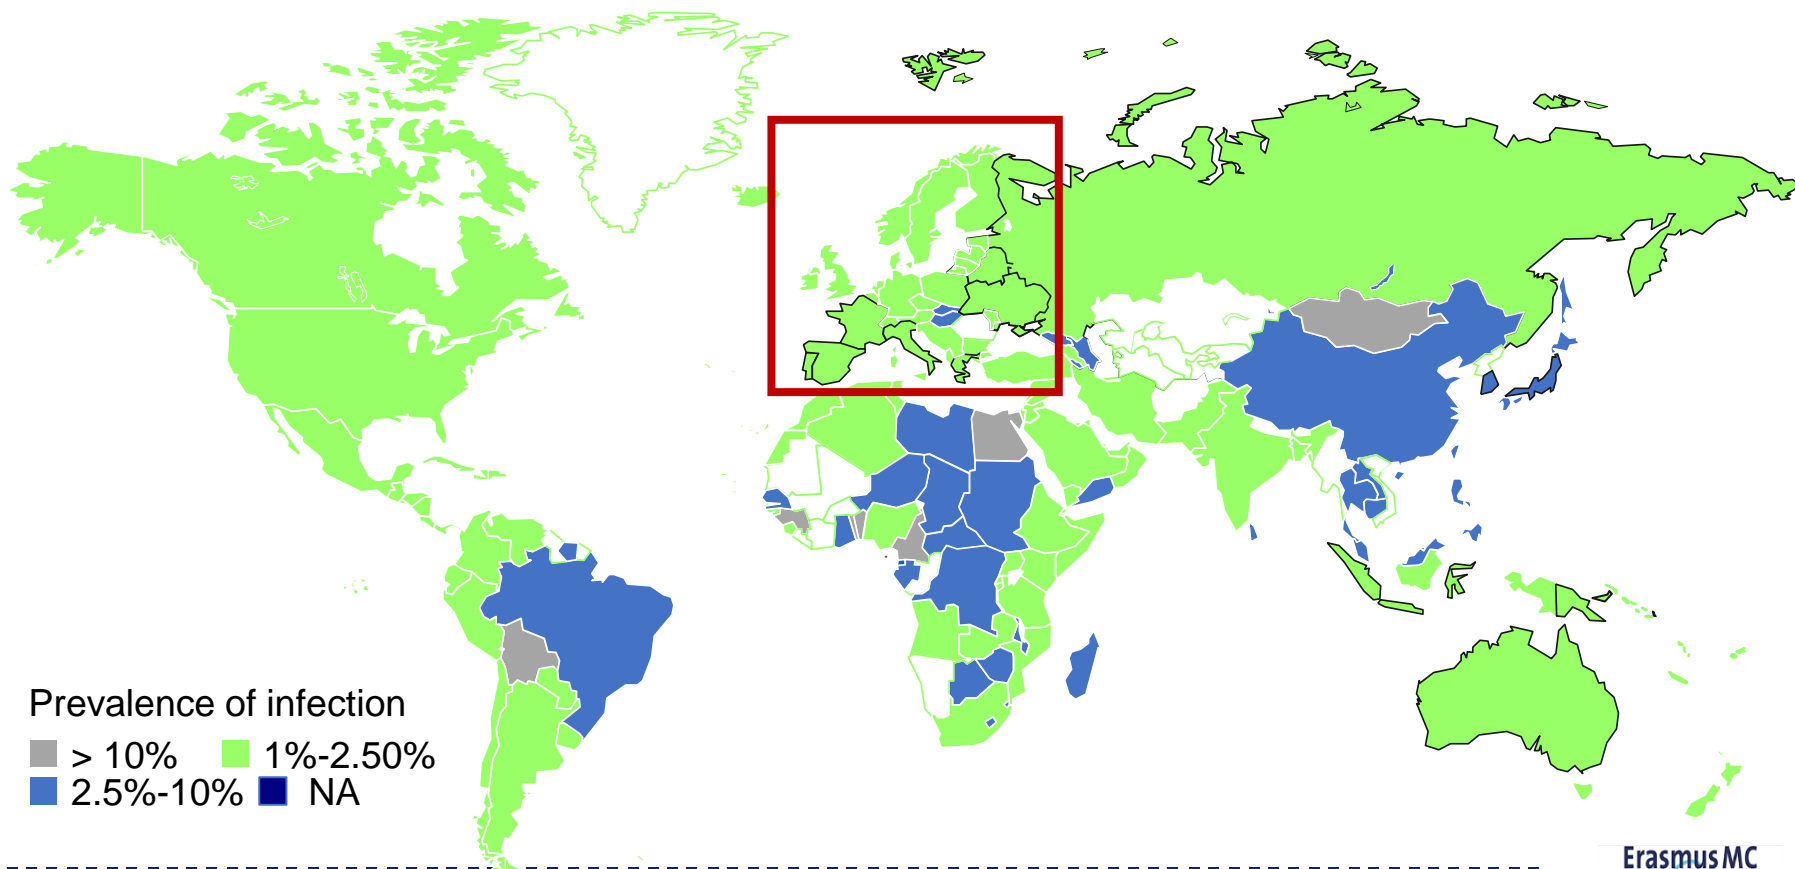 Prevalence of infection
> 10% 1%-2.50%
2.5%-10% NA
Erasmus MC